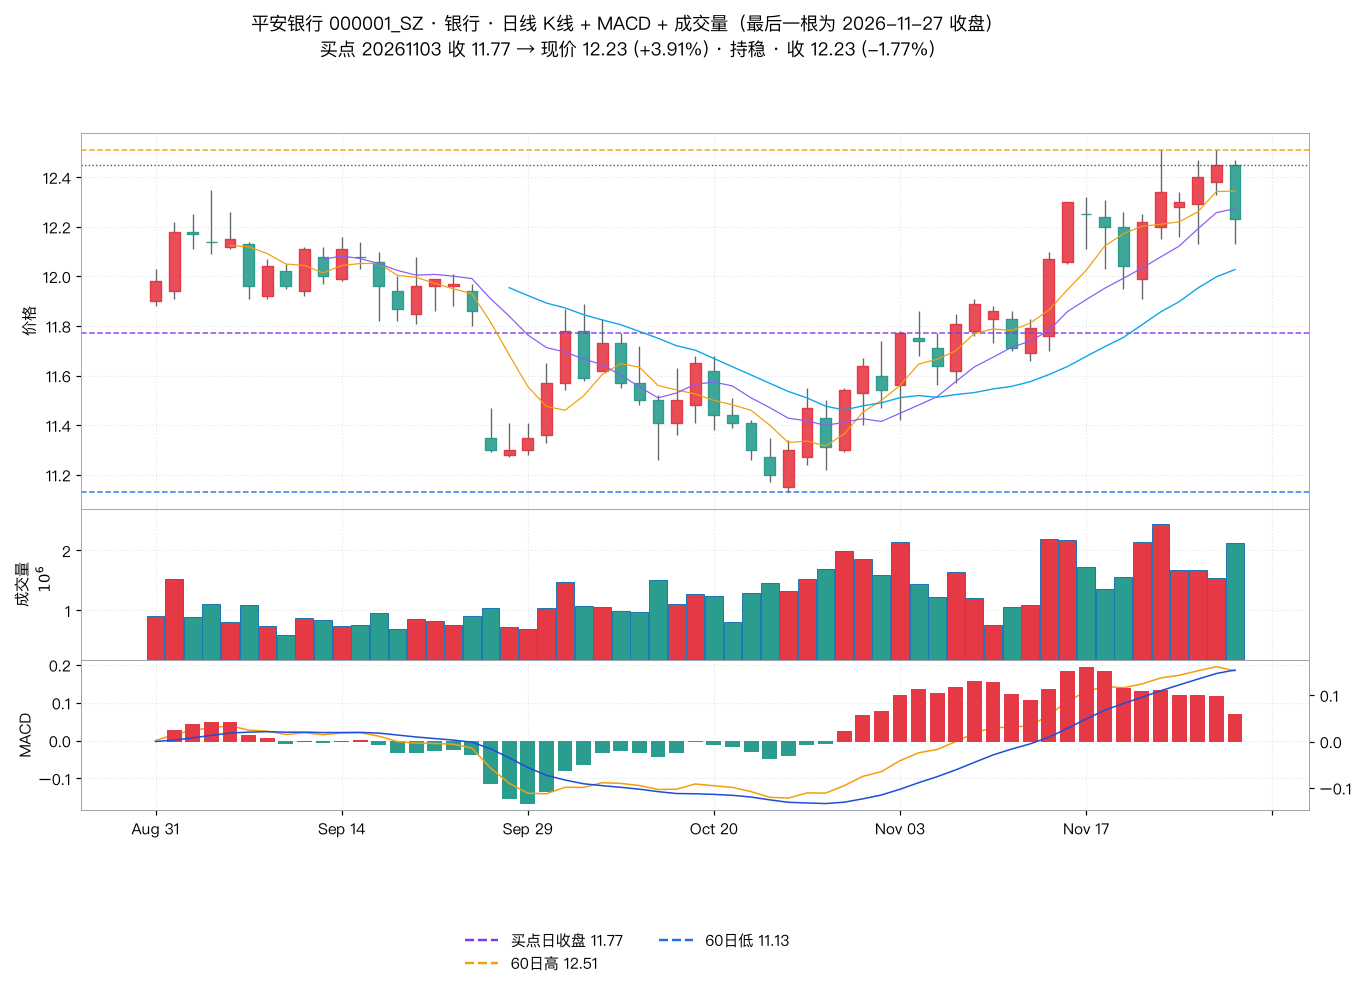 平安银行 000001_SZ · 银行 · 日线 K线 + MACD + 成交量（最后一根为 2026−11−27 收盘）
买点 20261103 收 11.77 → 现价 12.23 (+3.91%) · 持稳 · 收 12.23 (−1.77%)
价格
12.4
12.2
12.0
11.8
11.6
11.4
11.2
成交量
10⁶
2
1
MACD
0.2
0.1
0.0
−0.1
0.1
0.0
−0.1
Aug 31
Sep 14
Sep 29
Oct 20
Nov 03
Nov 17
买点日收盘 11.77
60日高 12.51
60日低 11.13